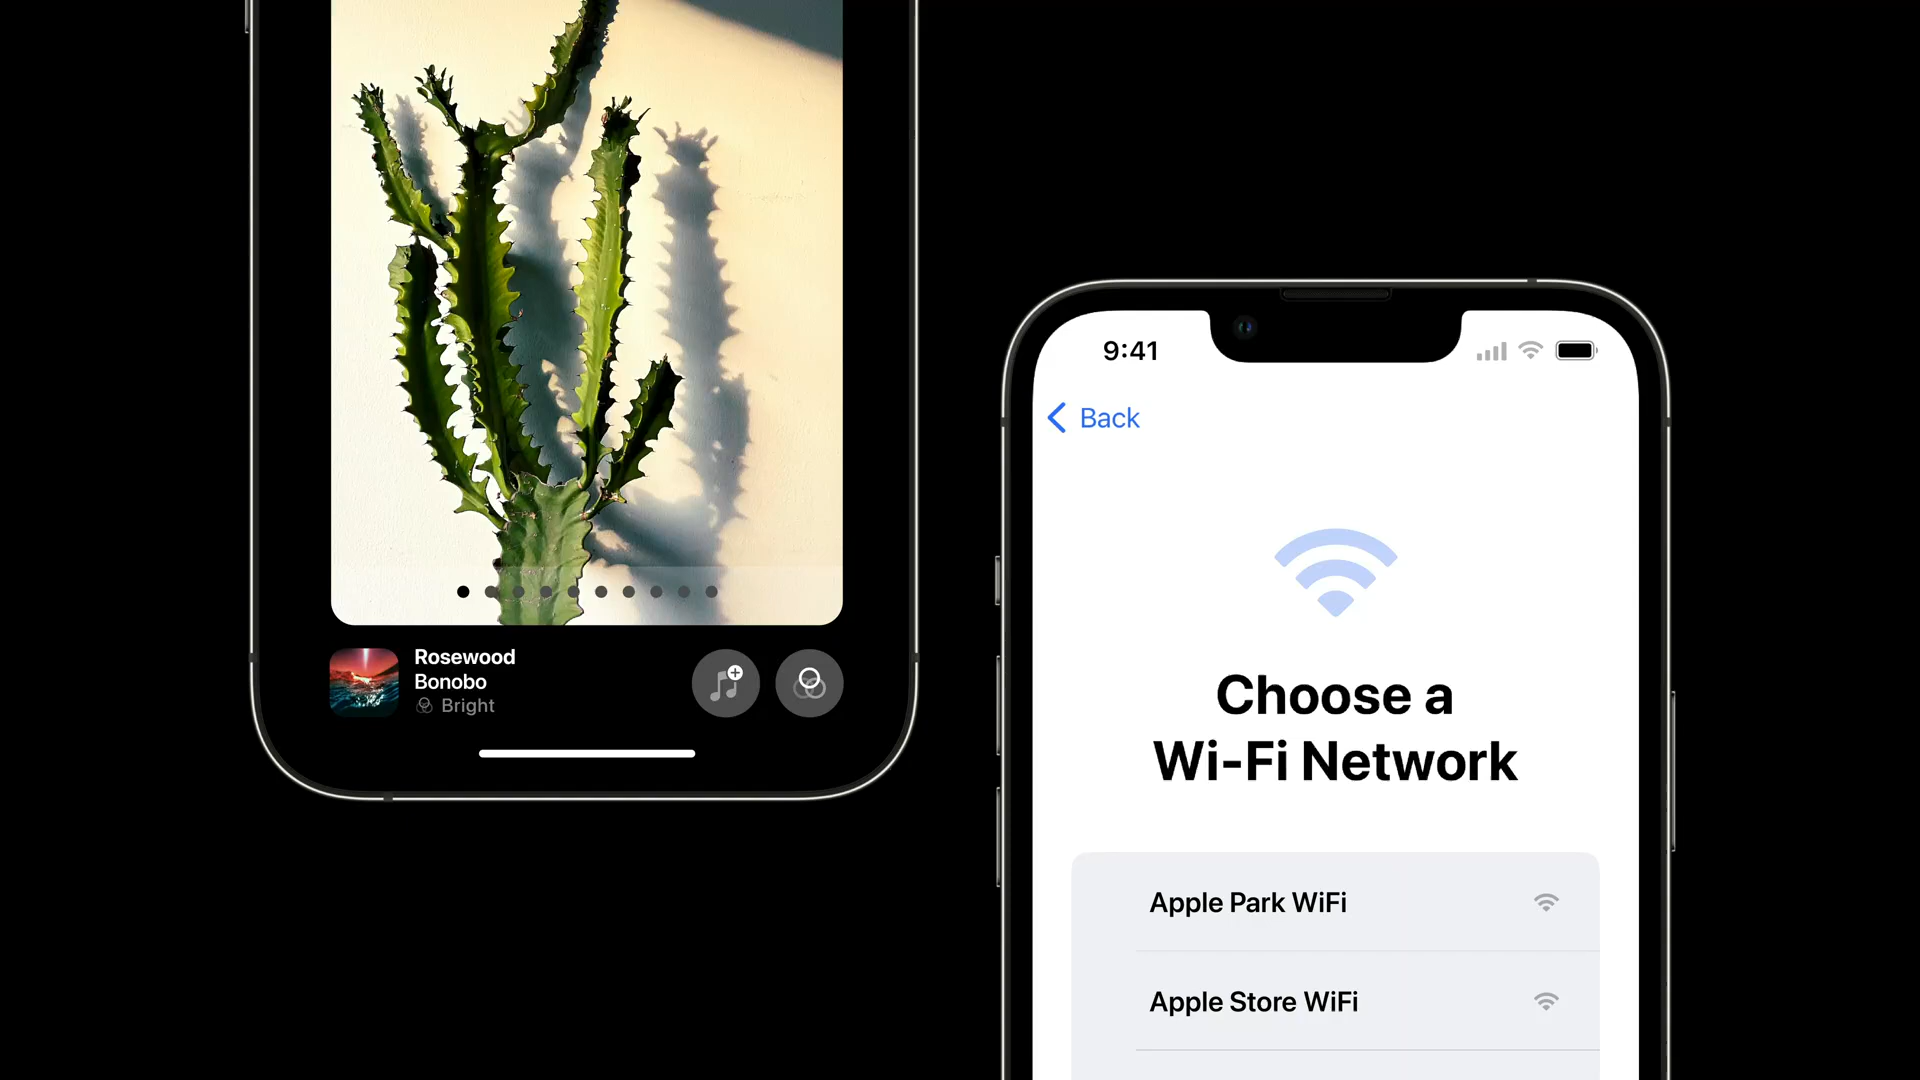 Rosewood
Bonobo
Bright
9:41
Back
Choose a
Wi-Fi Network
Apple Park WiFi
Apple Store WiFi